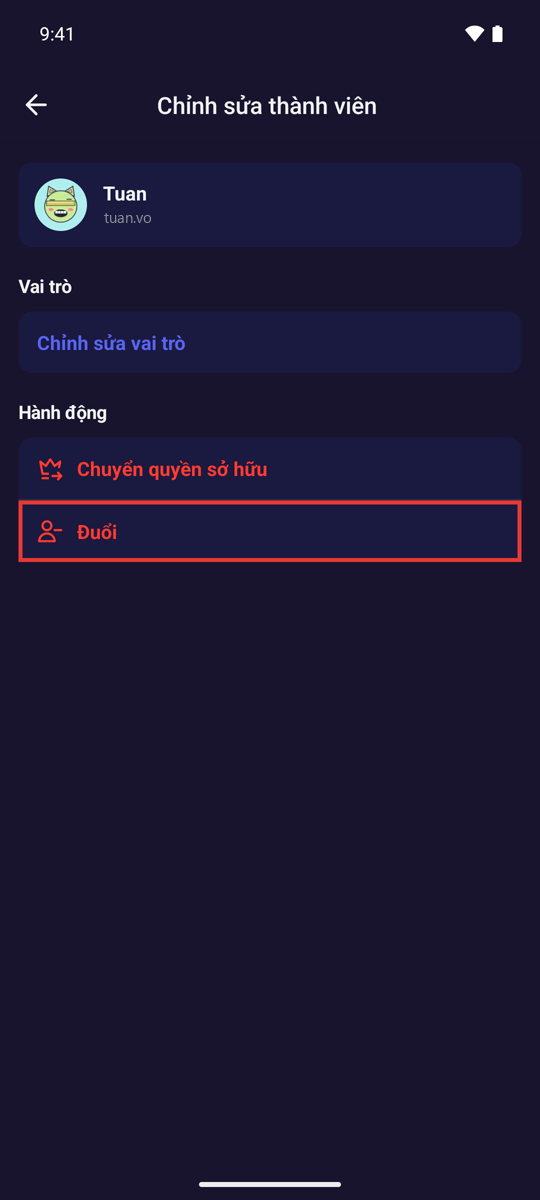 9:41
Chỉnh sửa thành viên
Tuan
tuan.vo
Vai trò
Chỉnh sửa vai trò
Hành động
Chuyển quyền sở hữu
Đuổi